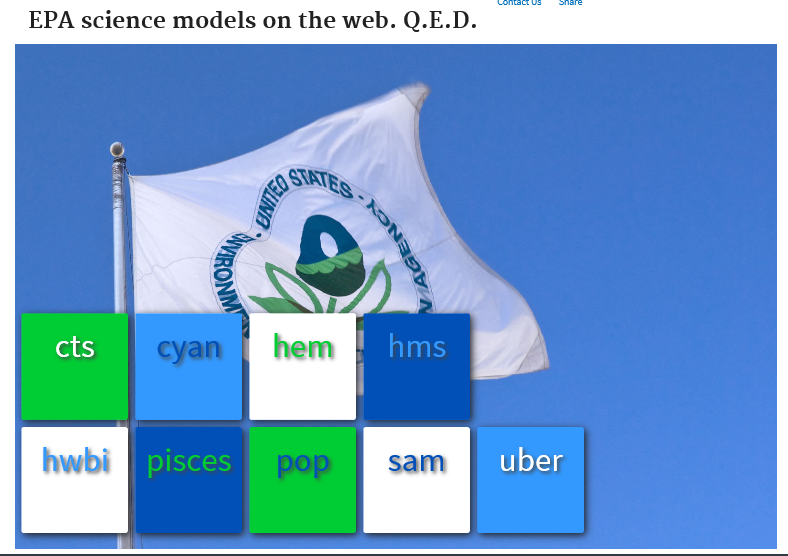 Contact Us Share
EPA science models on the web. Q.E.D.
UNITED STATES
AGENCY
cts cyan hem hms
hwbi pisces pop sam uber